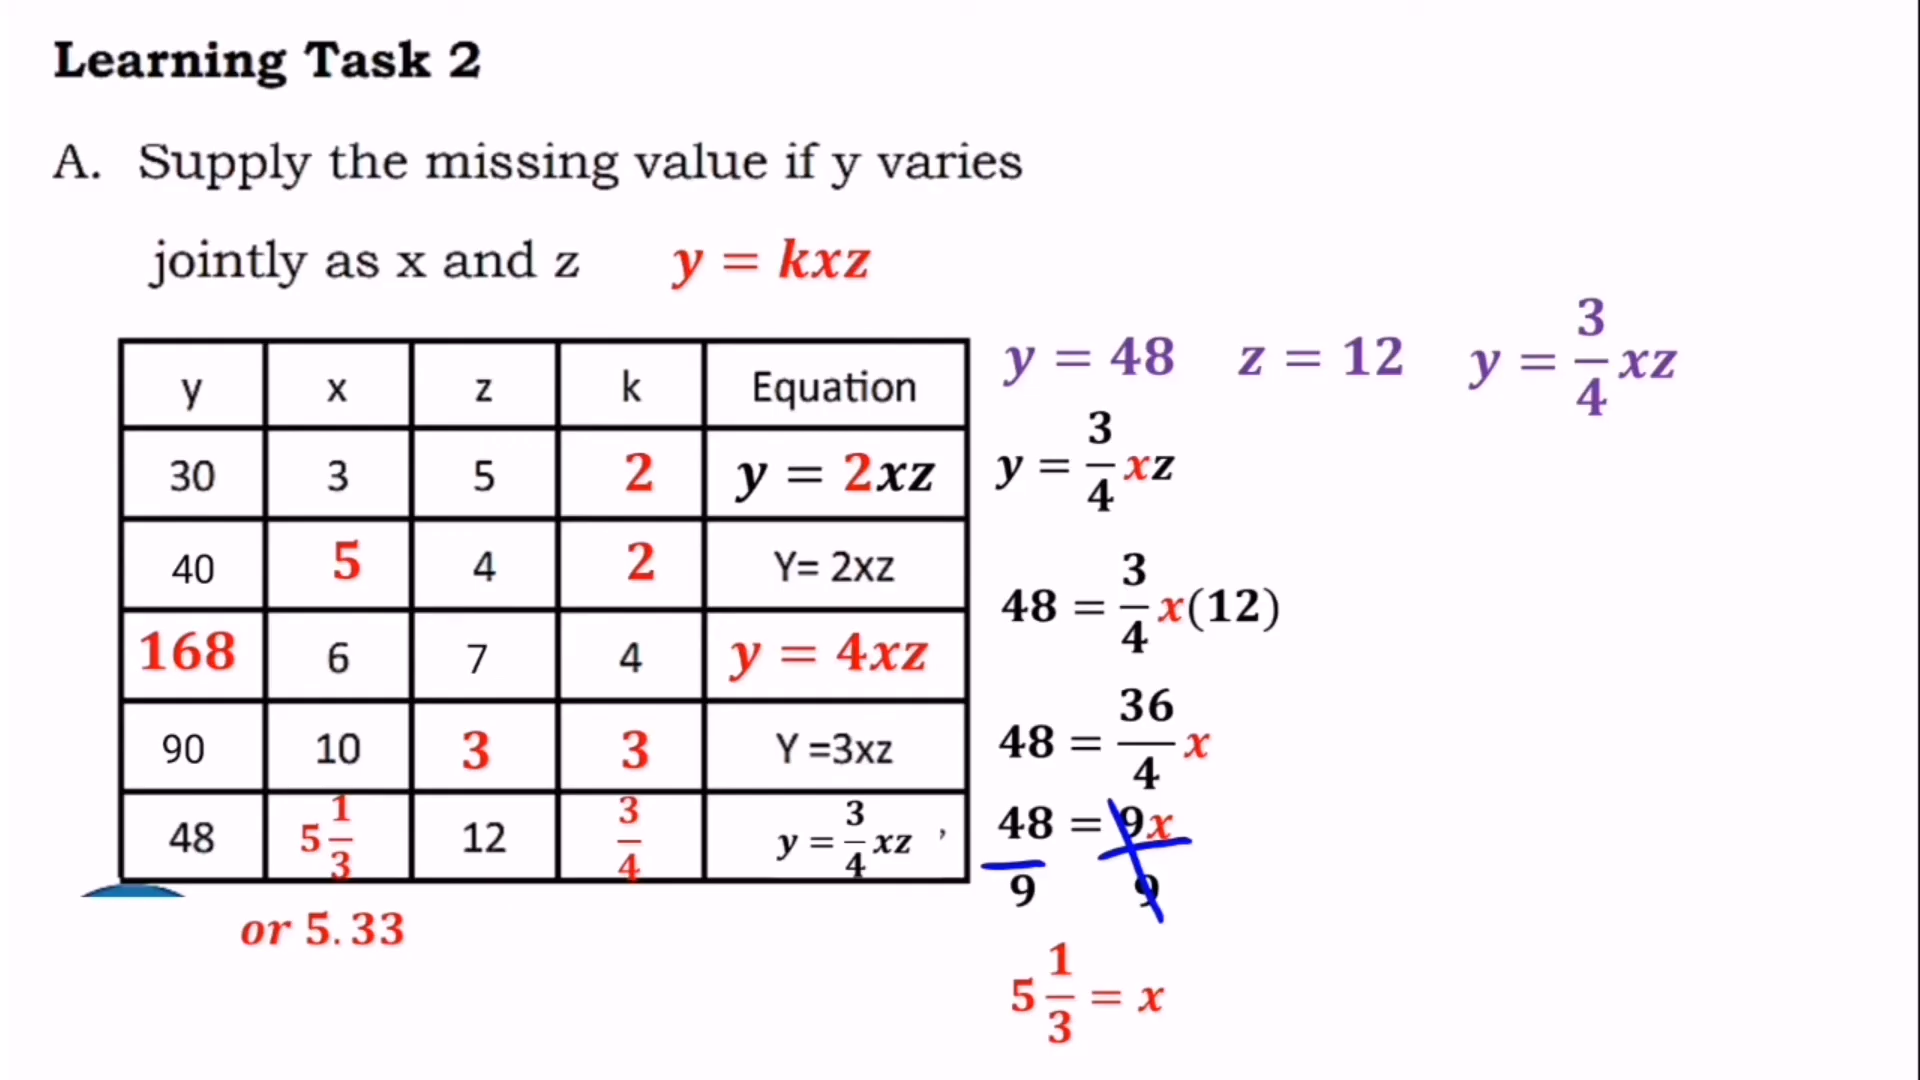 Learning Task 2
A. Supply the missing value if y varies
jointly as x and z y = kxz
y x z k Equation
30 3 5 2 y = 2xz
40 5 4 2 Y= 2xz
168 6 7 4 y = 4xz
90 10 3 3 Y =3xz
48 5 1/3 12 3/4 y = 3/4 xz ,
or 5.33
y = 48 z = 12 y = 3/4 xz
y = 3/4 xz
48 = 3/4 x(12)
48 = 36/4 x
48 = 9x
9 9
5 1/3 = x